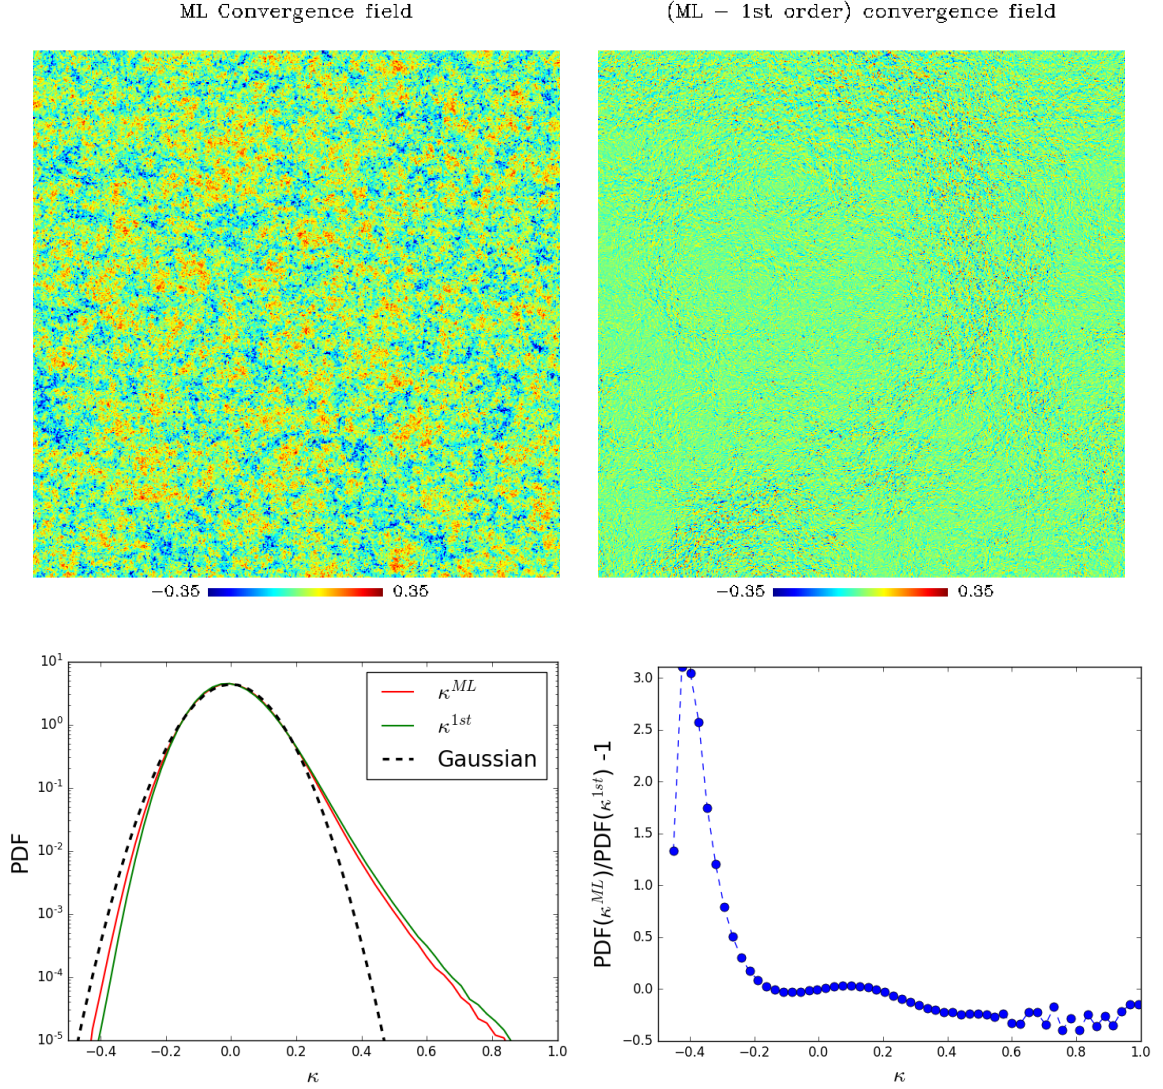 ML Convergence field
(ML − 1st order) convergence field
−0.35 0.35
−0.35 0.35
10^1
10^0
10^-1
10^-2
10^-3
10^-4
10^-5
PDF
κ^ML
κ^1st
Gaussian
−0.4 −0.2 0.0 0.2 0.4 0.6 0.8 1.0
κ
3.0
2.5
2.0
1.5
1.0
0.5
0.0
−0.5
PDF(κ^ML)/PDF(κ^1st) -1
−0.4 −0.2 0.0 0.2 0.4 0.6 0.8 1.0
κ